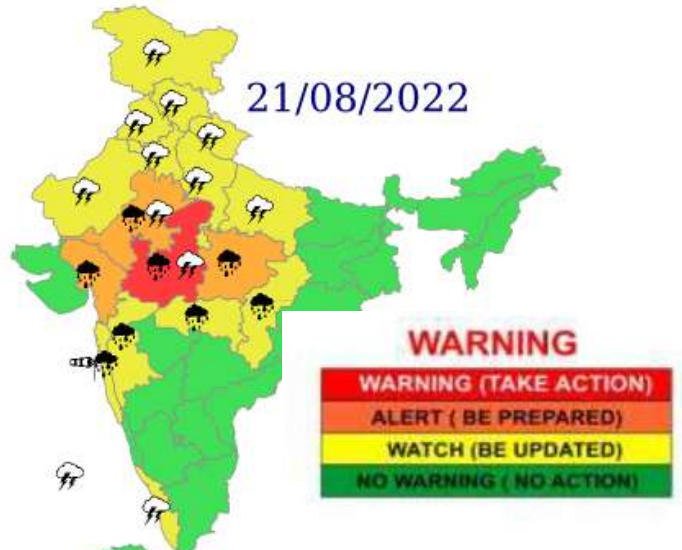 21/08/2022
WARNING
WARNING (TAKE ACTION)
ALERT ( BE PREPARED)
WATCH (BE UPDATED)
NO WARNING ( NO ACTION)